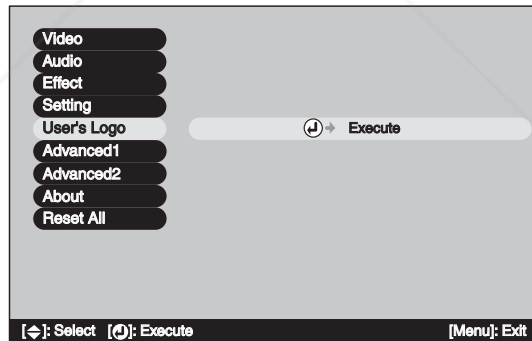 Video
Audio
Effect
Setting
User's Logo
Execute
Advanced1
Advanced2
About
Reset All
[]: Select []: Execute [Menu]: Exit